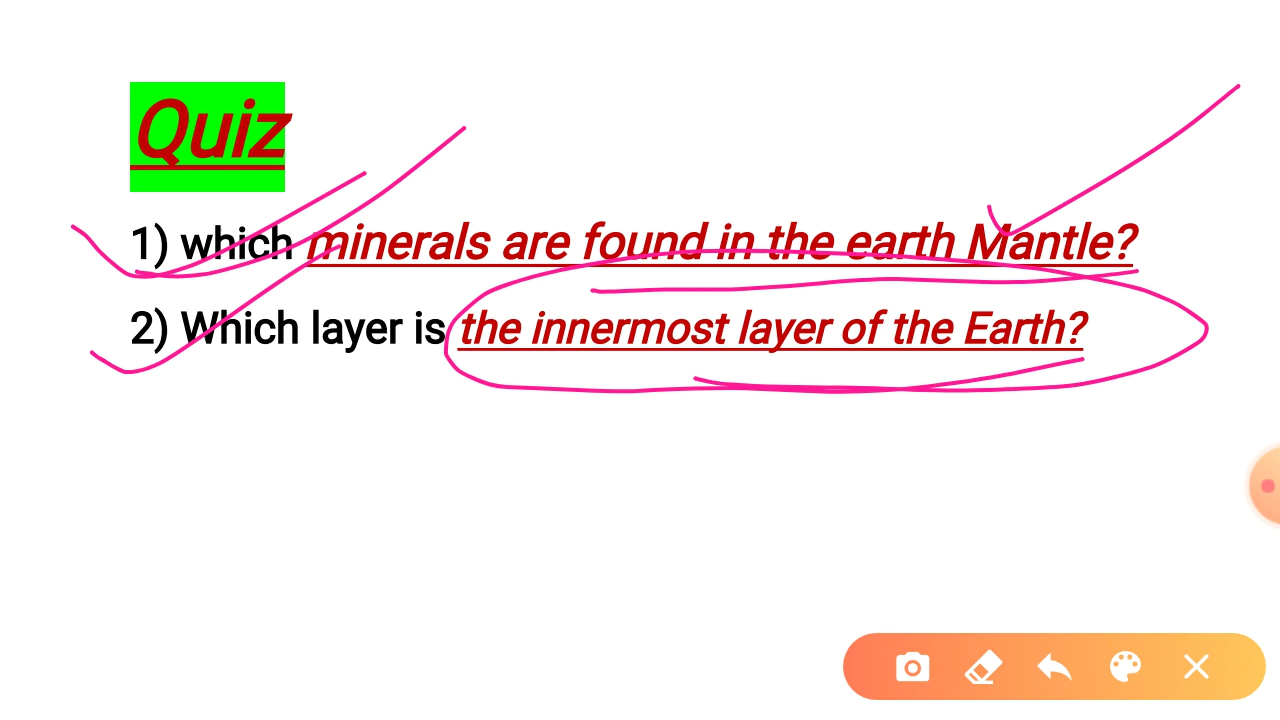 Quiz
1) which minerals are found in the earth Mantle?
2) Which layer is the innermost layer of the Earth?